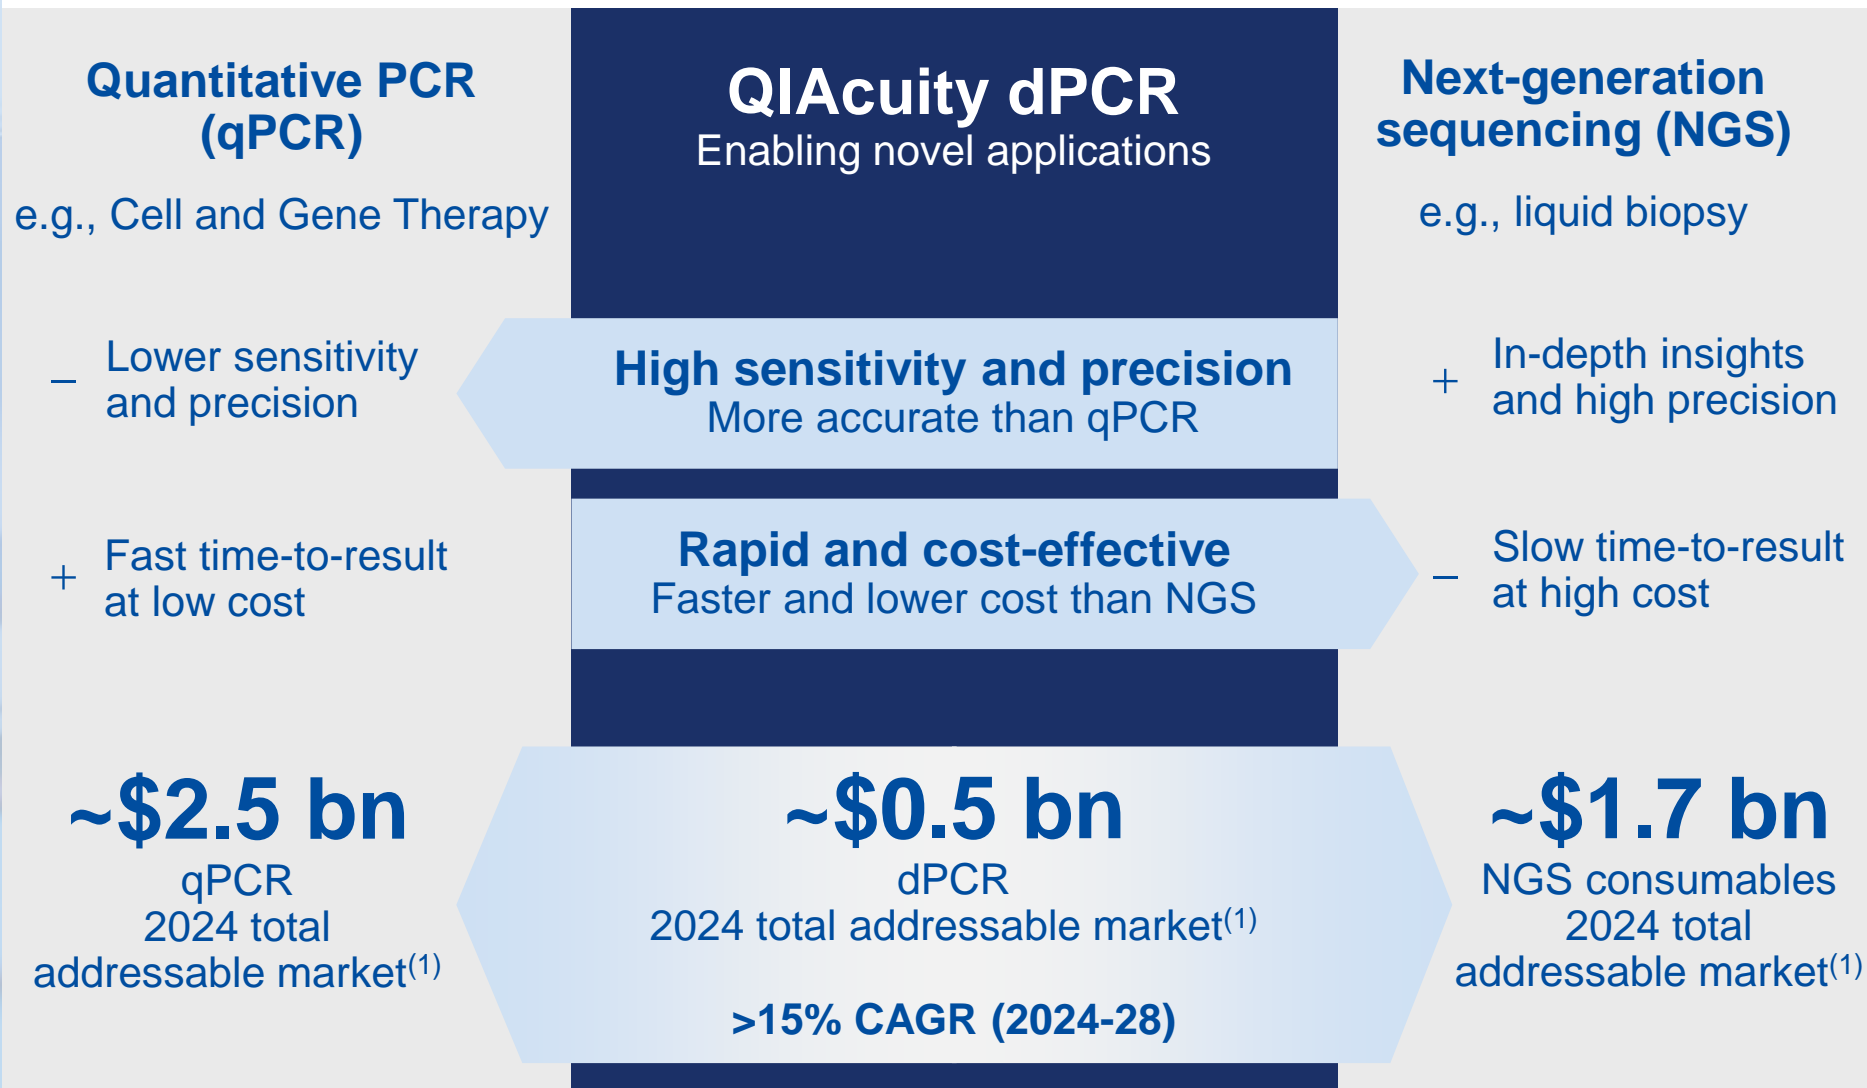 Quantitative PCR
(qPCR)
e.g., Cell and Gene Therapy
– Lower sensitivity
and precision
+ Fast time-to-result
at low cost
~$2.5 bn
qPCR
2024 total
addressable market(1)
QIAcuity dPCR
Enabling novel applications
High sensitivity and precision
More accurate than qPCR
Rapid and cost-effective
Faster and lower cost than NGS
~$0.5 bn
dPCR
2024 total addressable market(1)
>15% CAGR (2024-28)
Next-generation
sequencing (NGS)
e.g., liquid biopsy
+ In-depth insights
and high precision
– Slow time-to-result
at high cost
~$1.7 bn
NGS consumables
2024 total
addressable market(1)